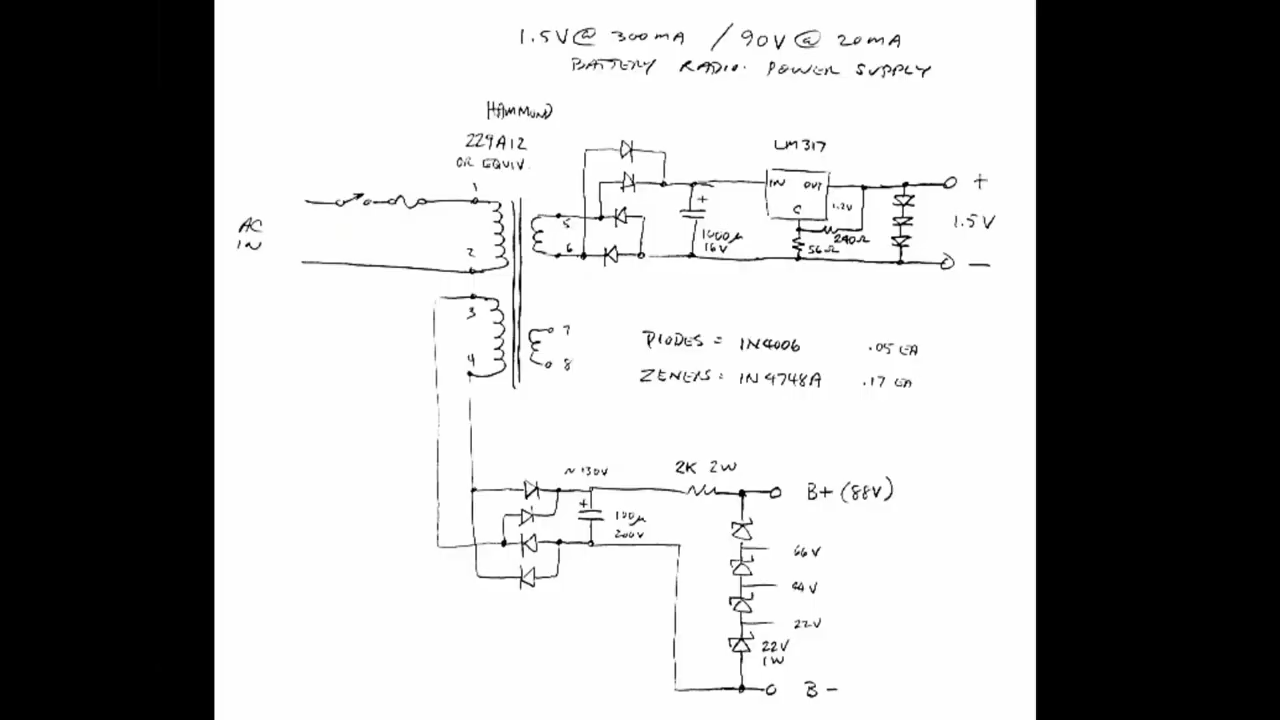 1.5V @ 300MA / 90V @ 20MA
BATTERY RADIO POWER SUPPLY
HAMMOND
229A12
OR EQUIV.
LM317
1
IN
OUT
+
AC
IN
5
+
C
1.2V
1.5V
240Ω
1000μ
16V
56Ω
2
6
−
3
7
DIODES = 1N4006 .05 EA
4
8
ZENERS = 1N4748A .17 EA
~130V
2K 2W
B+ (88V)
+
100μ
200V
66V
44V
22V
22V
1W
B −